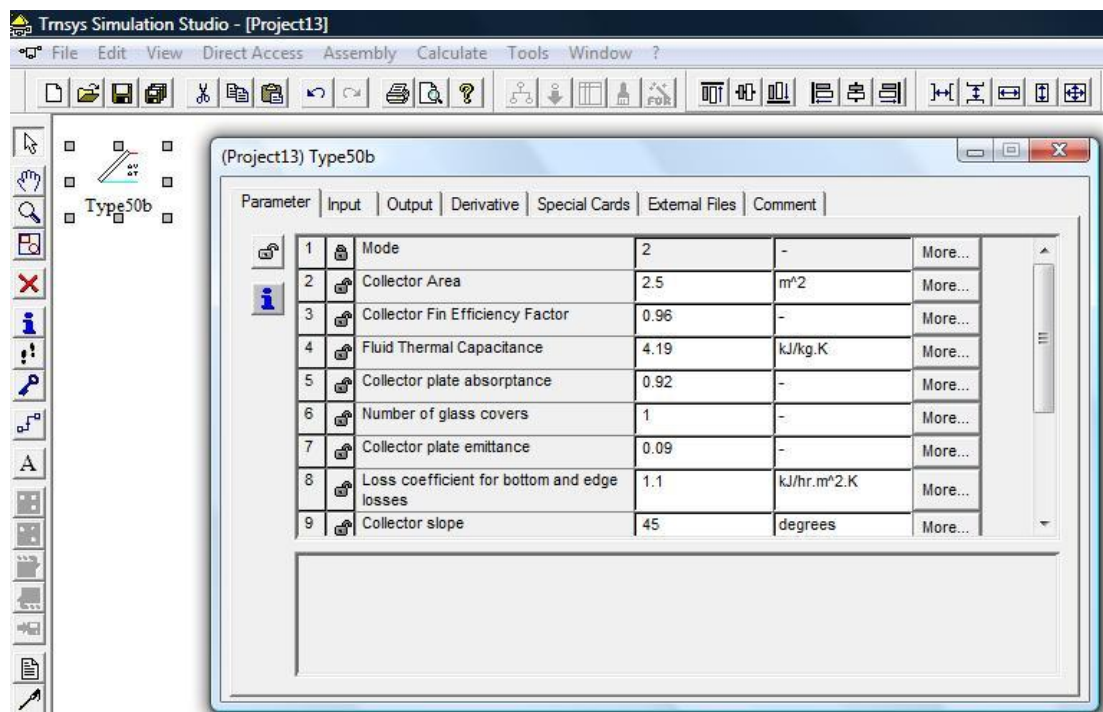 Trnsys Simulation Studio - [Project13]
File Edit View Direct Access Assembly Calculate Tools Window ?
FOR
Type50b
A
(Project13) Type50b
Parameter Input Output Derivative Special Cards External Files Comment
1 Mode 2 - More...
2 Collector Area 2.5 m^2 More...
3 Collector Fin Efficiency Factor 0.96 - More...
4 Fluid Thermal Capacitance 4.19 kJ/kg.K More...
5 Collector plate absorptance 0.92 - More...
6 Number of glass covers 1 - More...
7 Collector plate emittance 0.09 - More...
8 Loss coefficient for bottom and edge losses 1.1 kJ/hr.m^2.K More...
9 Collector slope 45 degrees More...